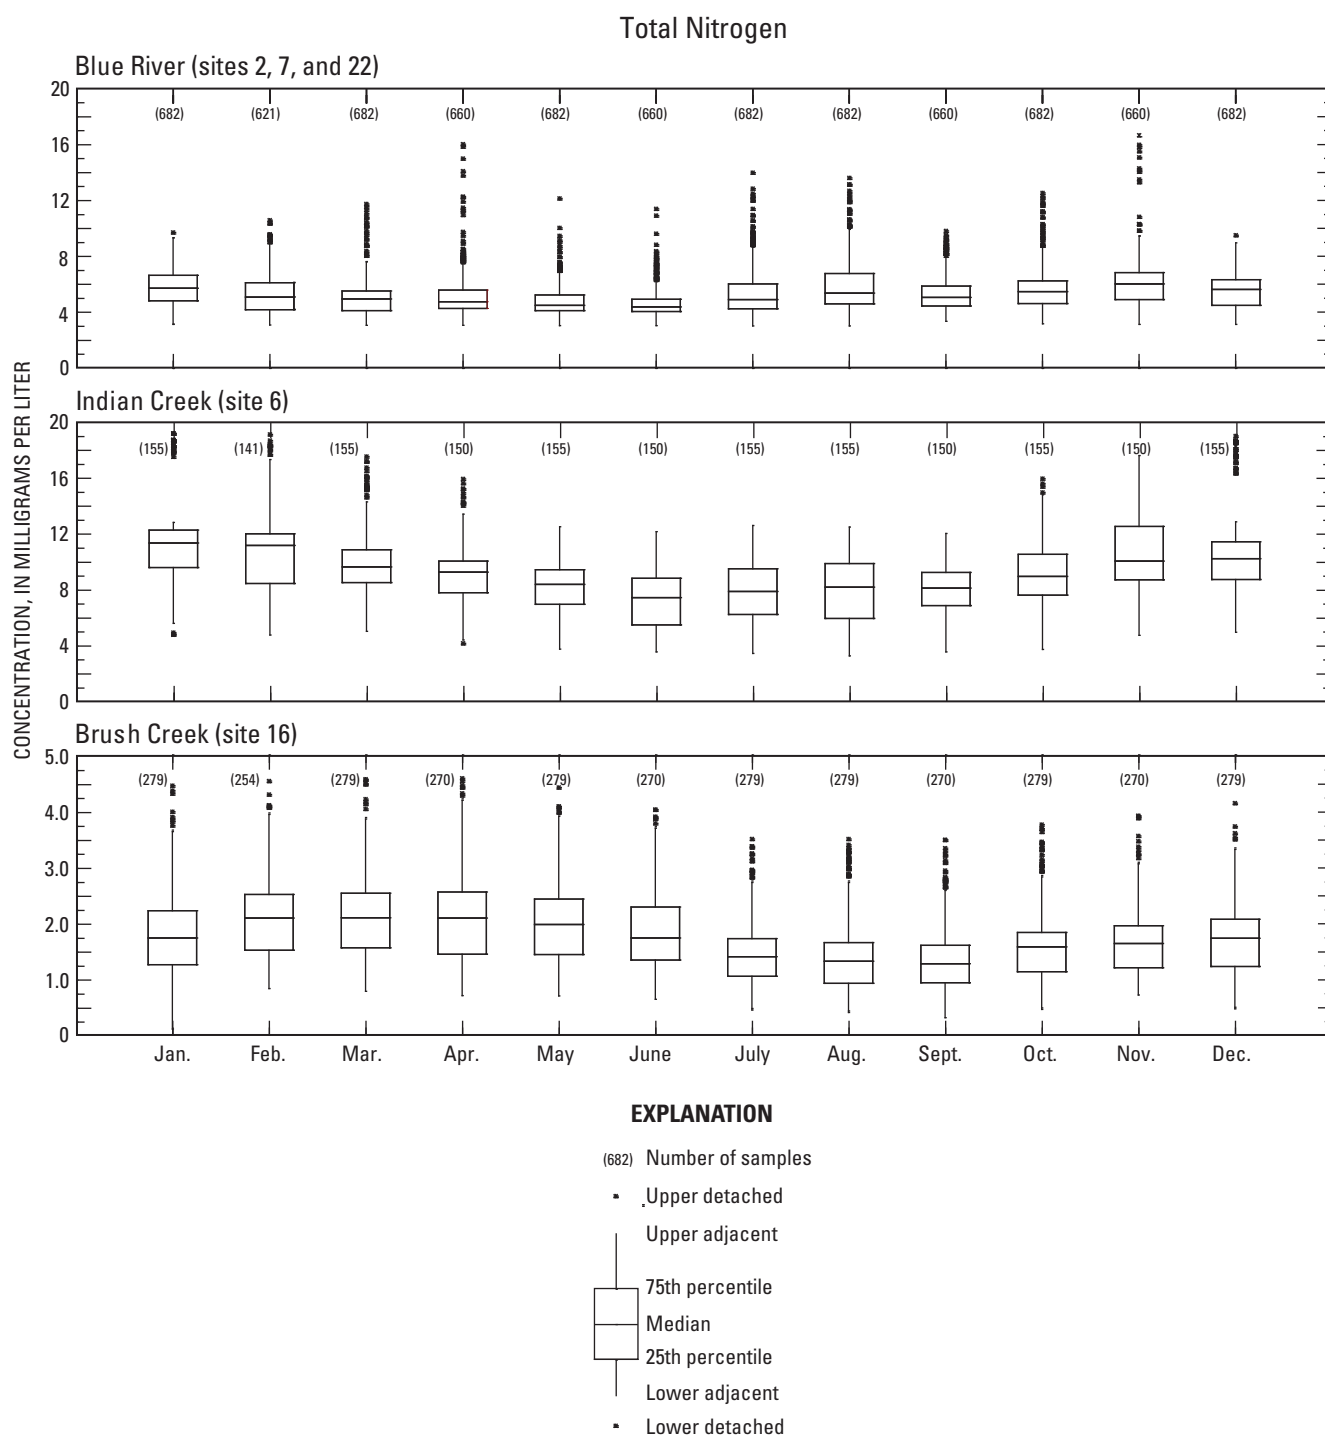 Total Nitrogen
Blue River (sites 2, 7, and 22)
20
(682) (621) (682) (660) (682) (660) (682) (682) (660) (682) (660) (682)
16
12
8
4
0
CONCENTRATION, IN MILLIGRAMS PER LITER
Indian Creek (site 6)
20
(155) (141) (155) (150) (155) (150) (155) (155) (150) (155) (150) (155)
16
12
8
4
0
Brush Creek (site 16)
5.0
(279) (254) (279) (270) (279) (270) (279) (279) (270) (279) (270) (279)
4.0
3.0
2.0
1.0
0
Jan. Feb. Mar. Apr. May June July Aug. Sept. Oct. Nov. Dec.
EXPLANATION
(682) Number of samples
Upper detached
Upper adjacent
75th percentile
Median
25th percentile
Lower adjacent
Lower detached